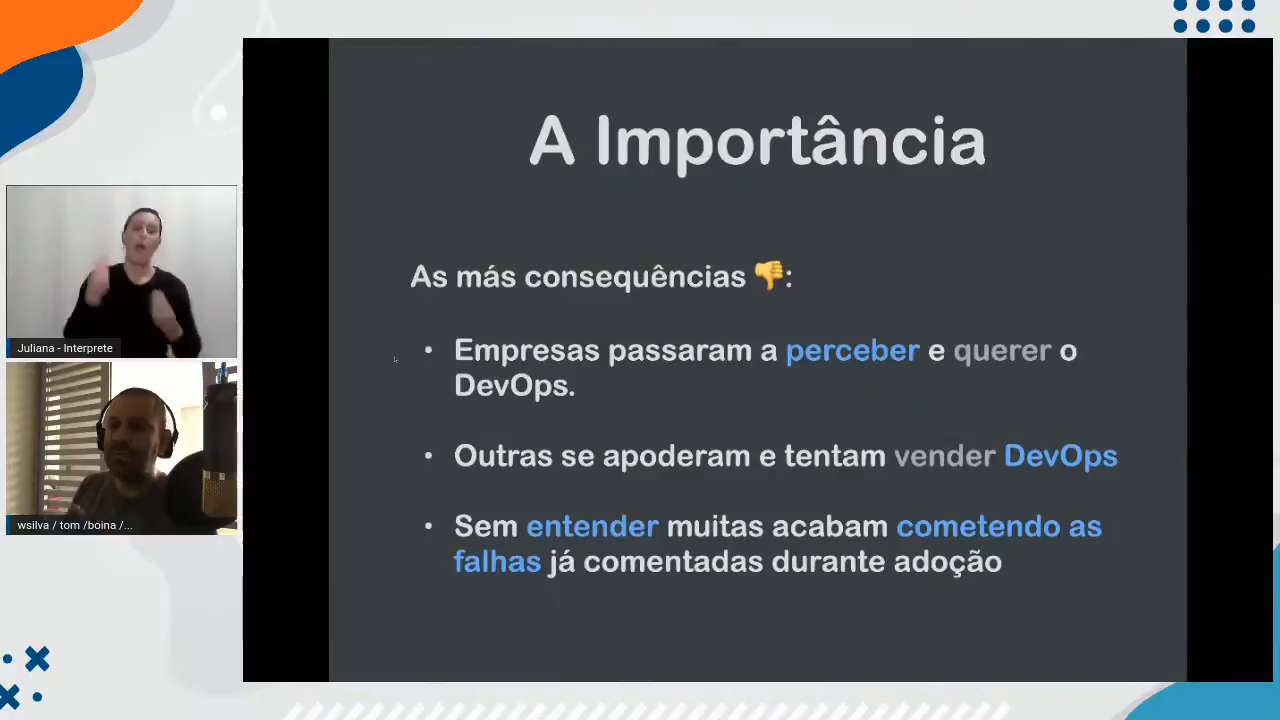 A Importância
As más consequências 👎:
• Empresas passaram a perceber e querer o
DevOps.
• Outras se apoderam e tentam vender DevOps
• Sem entender muitas acabam cometendo as
falhas já comentadas durante adoção
Juliana - Interprete
wsilva / tom /boina /...